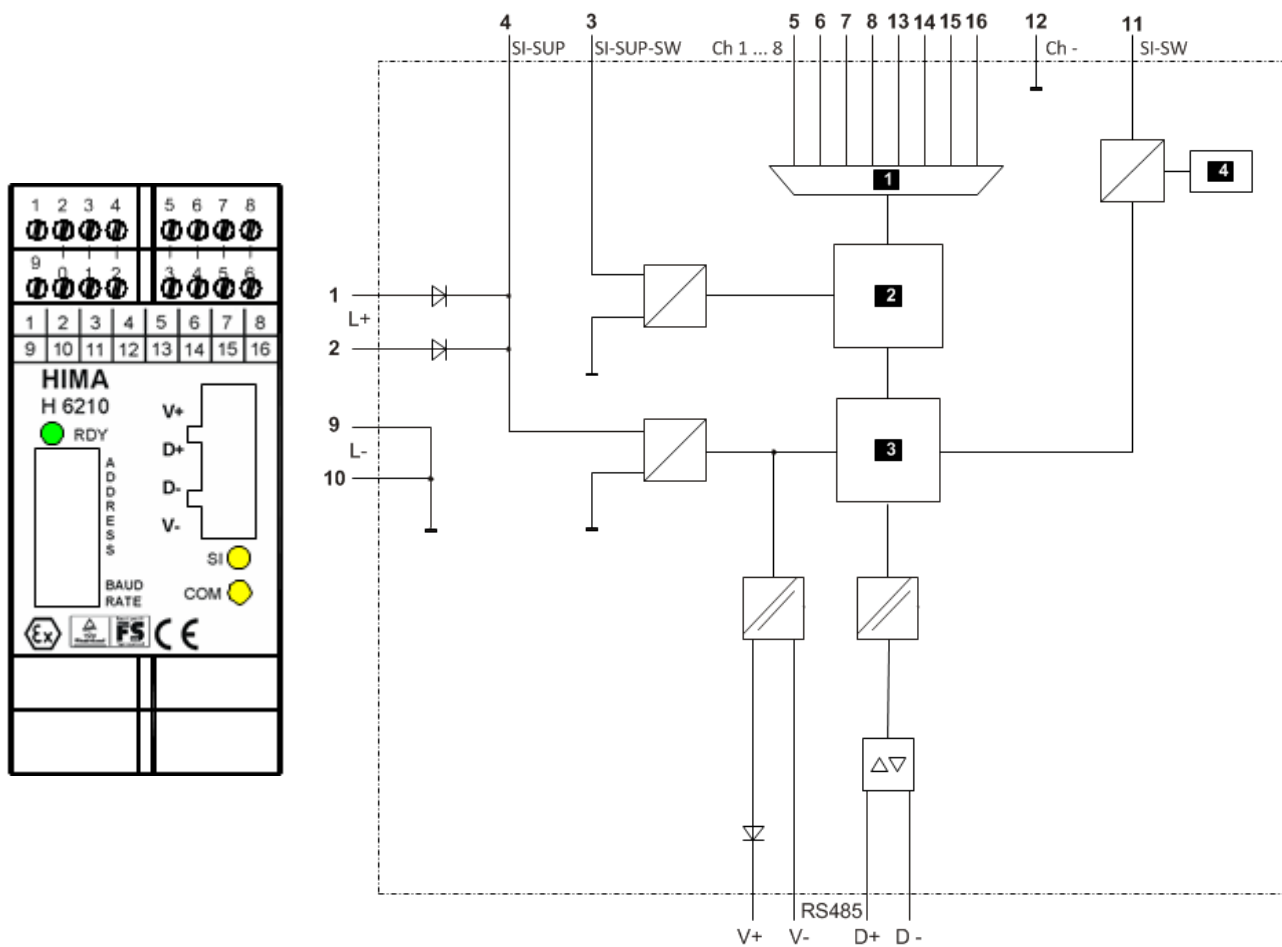 1 2 3 4 5 6 7 8
9 0 1 2 3 4 5 6
1 2 3 4 5 6 7 8
9 10 11 12 13 14 15 16
HIMA
H 6210
RDY
ADDRESS
BAUD
RATE
V+
D+
D-
V-
SI
COM
Ex
FS
CE
4 3 5 6 7 8 13 14 15 16 12 11
SI-SUP SI-SUP-SW Ch 1 ... 8 Ch - SI-SW
1
4
1
L+
2
2
9
L-
3
10
RS485
V+ V- D+ D -